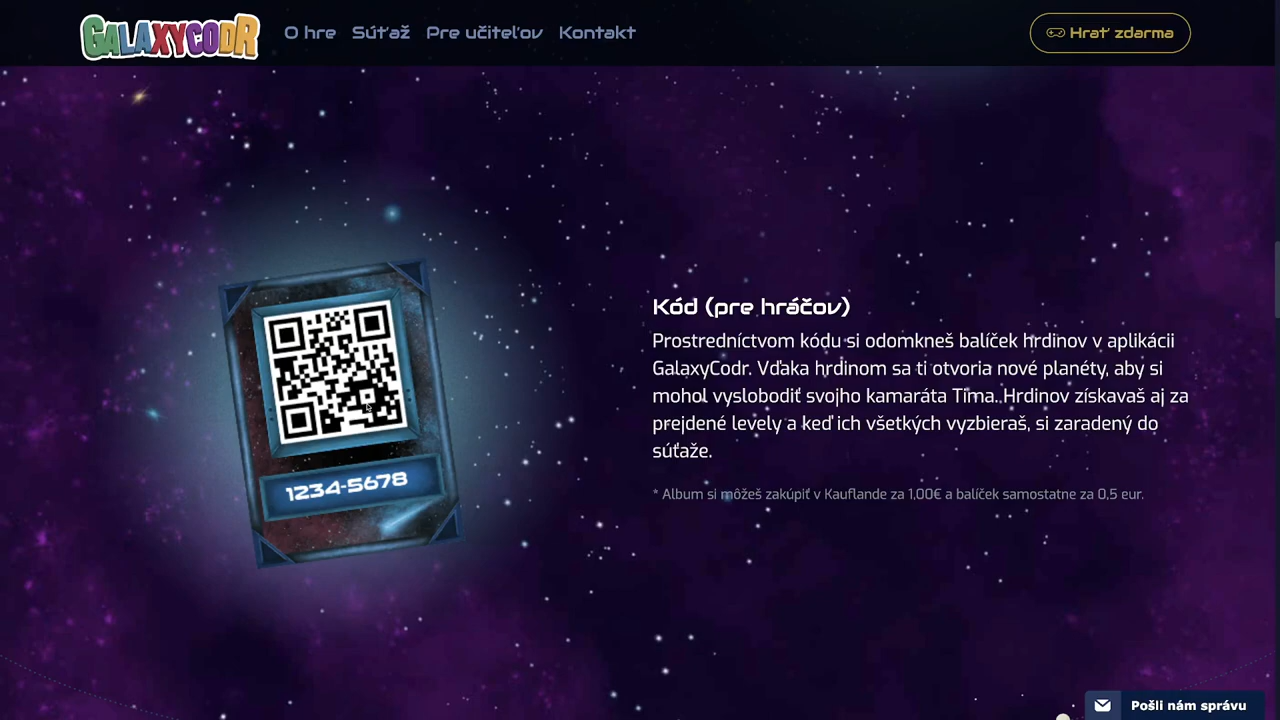 GALAXYCODR
O hre
Súťaž
Pre učiteľov
Kontakt
Hrať zdarma
1234-5678
Kód (pre hráčov)
Prostredníctvom kódu si odomkneš balíček hrdinov v aplikácii
GalaxyCodr. Vďaka hrdinom sa ti otvoria nové planéty, aby si
mohol vyslobodiť svojho kamaráta Tima. Hrdinov získavaš aj za
prejdené levely a keď ich všetkých vyzbieraš, si zaradený do
súťaže.
* Album si môžeš zakúpiť v Kauflande za 1,00€ a balíček samostatne za 0,5 eur.
Pošli nám správu